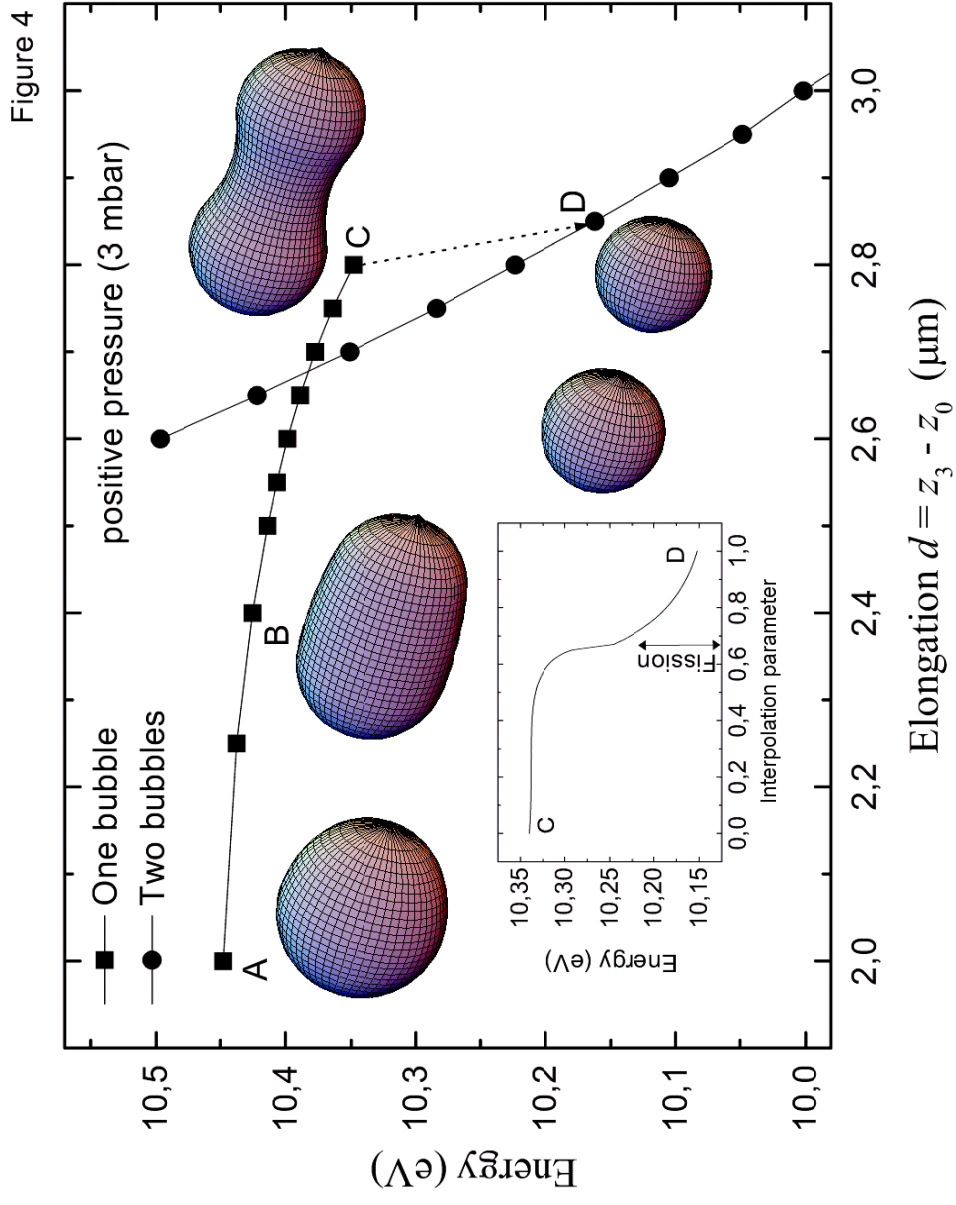 Figure 4
positive pressure (3 mbar)
One bubble
Two bubbles
A
B
C
D
Energy (eV)
10,5
10,4
10,3
10,2
10,1
10,0
2,0
2,2
2,4
2,6
2,8
3,0
Elongation d = z3 - z0 (μm)
Energy (eV)
10,35
10,30
10,25
10,20
10,15
C
D
Fission
0,0
0,2
0,4
0,6
0,8
1,0
Interpolation parameter